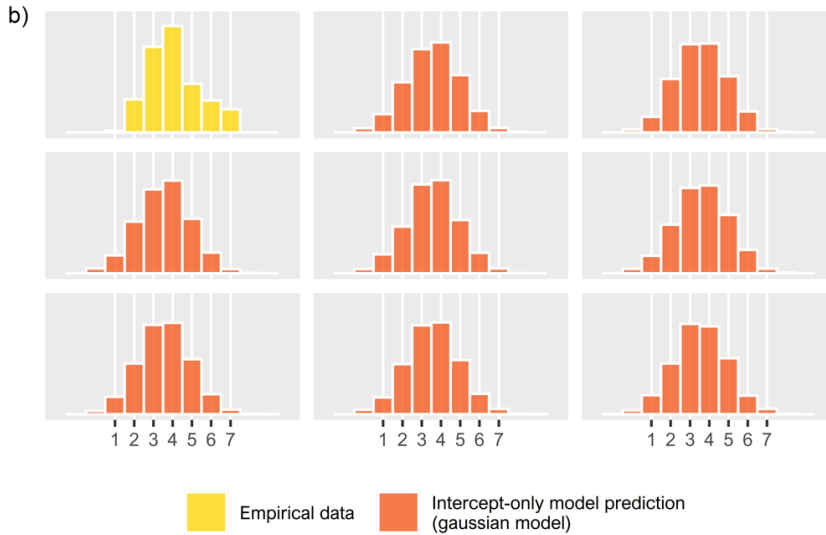 b)
1 2 3 4 5 6 7 1 2 3 4 5 6 7 1 2 3 4 5 6 7
Empirical data
Intercept-only model prediction
(gaussian model)